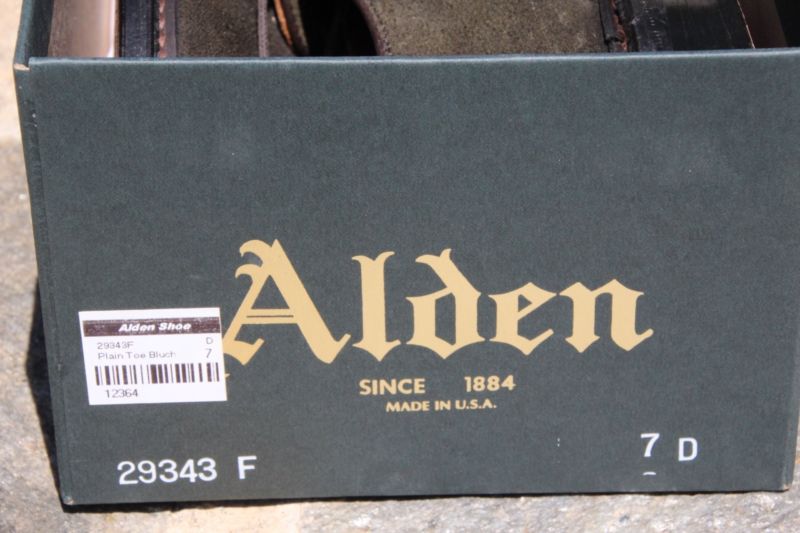 Alden
SINCE 1884
MADE IN U.S.A.
Alden Shoe
29343F D
Plain Toe Bluch 7
12364
29343 F 7 D